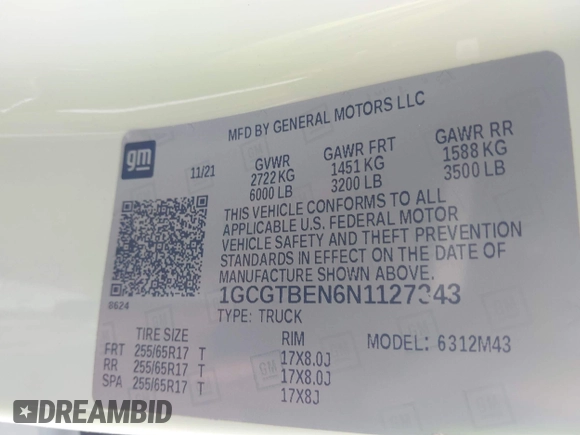 MFD BY GENERAL MOTORS LLC
gm
11/21
GVWR
2722 KG
6000 LB
GAWR FRT
1451 KG
3200 LB
GAWR RR
1588 KG
3500 LB
THIS VEHICLE CONFORMS TO ALL
APPLICABLE U.S. FEDERAL MOTOR
VEHICLE SAFETY AND THEFT PREVENTION
STANDARDS IN EFFECT ON THE DATE OF
MANUFACTURE SHOWN ABOVE.
8624
1GCGTBEN6N1127343
TYPE: TRUCK
TIRE SIZE
RIM
MODEL: 6312M43
FRT 255/65R17 T 17X8.0J
RR 255/65R17 T 17X8.0J
SPA 255/65R17 T 17X8J
DREAMBID